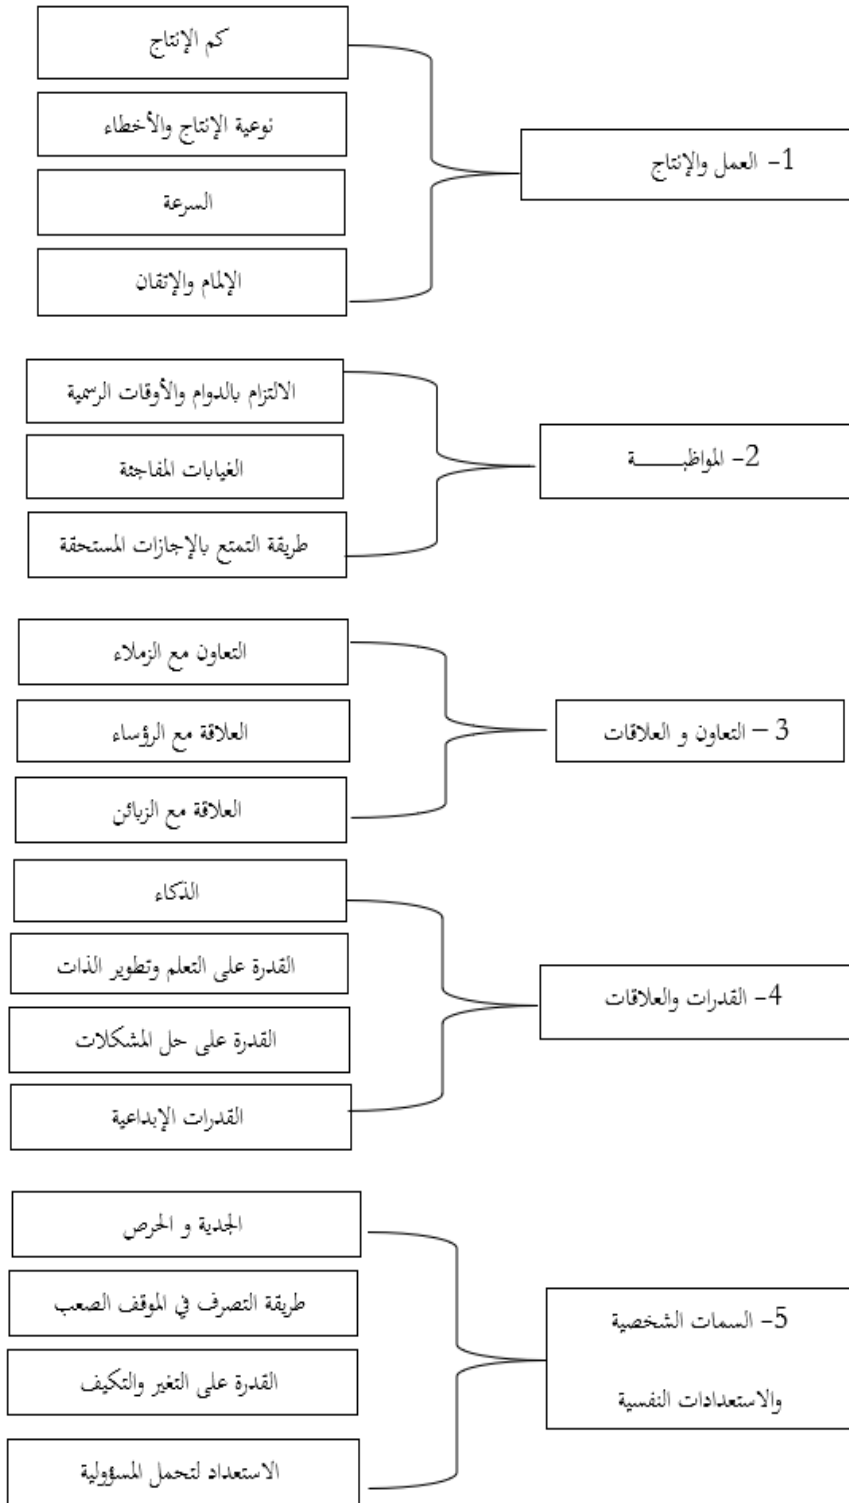 1- العمل والإنتاج
كم الإنتاج
نوعية الإنتاج والأخطاء
السرعة
الإلمام والإتقان
2- المواظبـــــــة
الالتزام بالدوام والأوقات الرسمية
الغيابات المفاجئة
طريقة التمتع بالإجازات المستحقة
3 – التعاون و العلاقات
التعاون مع الزملاء
العلاقة مع الرؤساء
العلاقة مع الزبائن
4- القدرات والعلاقات
الذكاء
القدرة على التعلم وتطوير الذات
القدرة على حل المشكلات
القدرات الإبداعية
5- السمات الشخصية
والاستعدادات النفسية
الجدية و الحرص
طريقة التصرف في الموقف الصعب
القدرة على التغير والتكيف
الاستعداد لتحمل المسؤولية